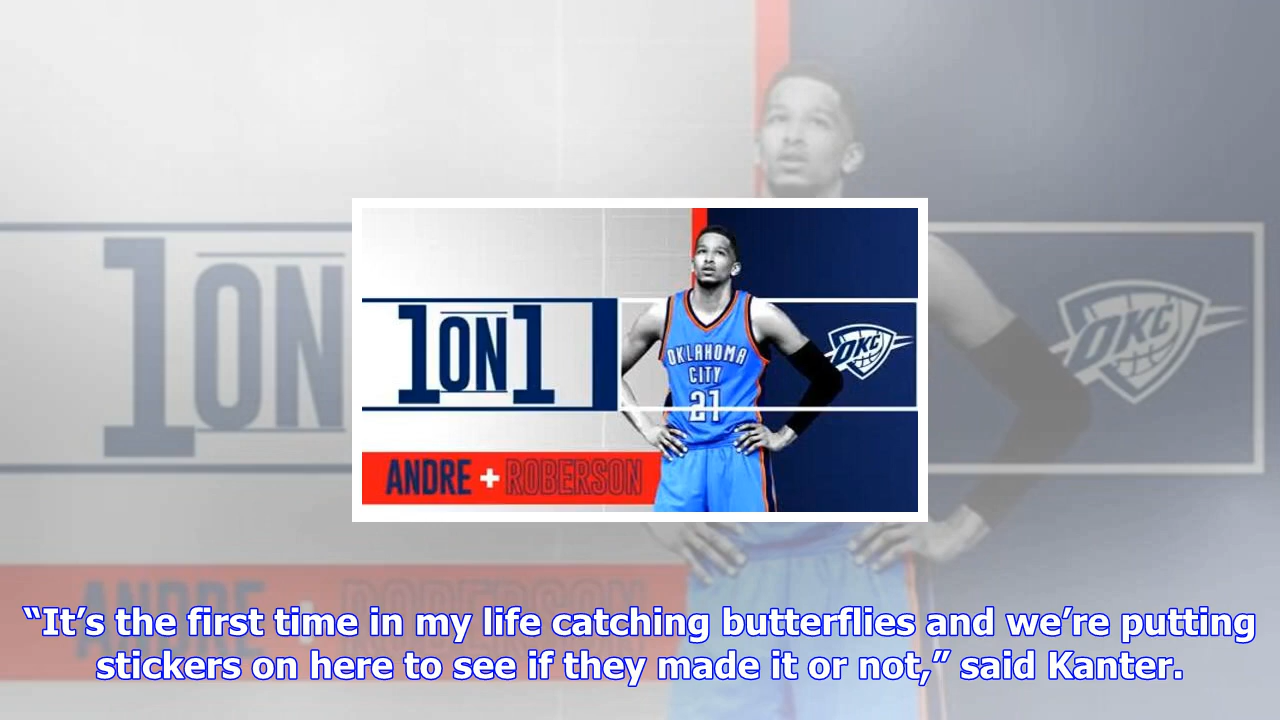 1ON1
OKC
OKLAHOMA
CITY
21
ANDRE + ROBERSON
“It’s the first time in my life catching butterflies and we’re putting
stickers on here to see if they made it or not,” said Kanter.